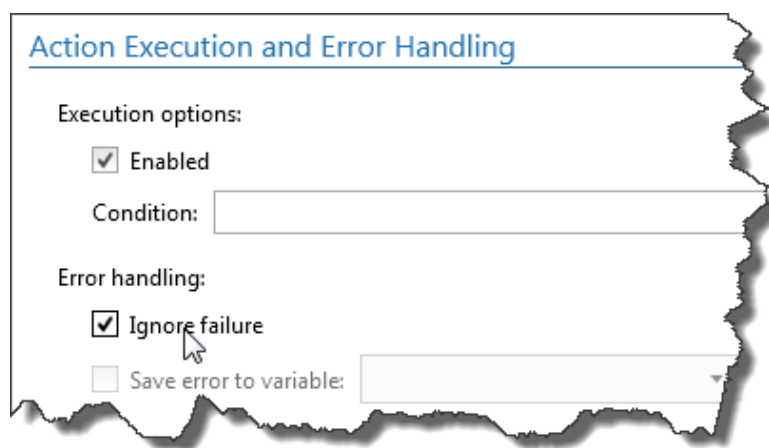 Action Execution and Error Handling
Execution options:
Enabled
Condition:
Error handling:
Ignore failure
Save error to variable: